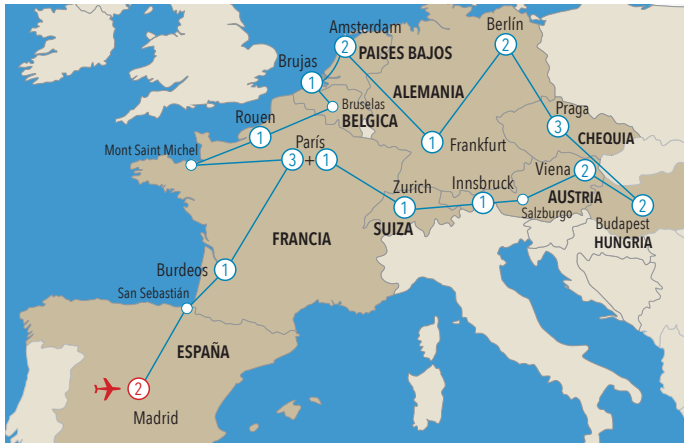 Amsterdam
2
PAISES BAJOS
Berlín
2
Brujas
1
ALEMANIA
Bruselas
BELGICA
Rouen
1
Praga
3
CHEQUIA
Mont Saint Michel
París
3+1
1
Frankfurt
Viena
2
Zurich
1
Innsbruck
1
Salzburgo
AUSTRIA
2
Budapest
HUNGRIA
SUIZA
FRANCIA
Burdeos
1
San Sebastián
ESPAÑA
2
Madrid